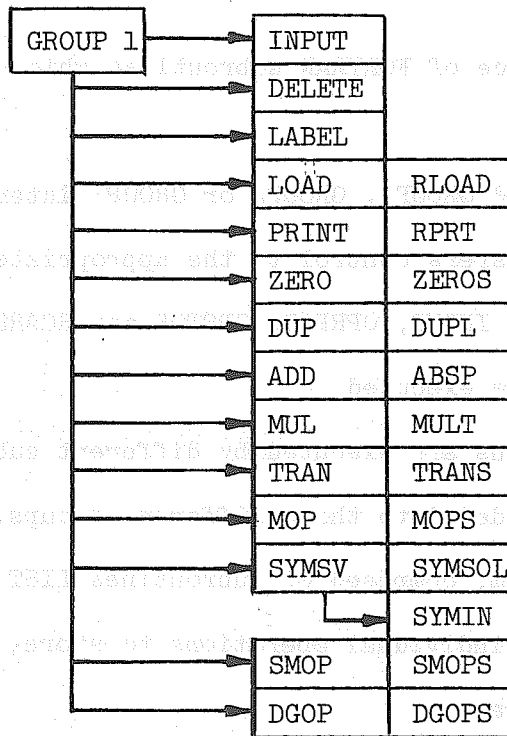 GROUP 1 INPUT
DELETE
LABEL
LOAD RLOAD
PRINT RPRT
ZERO ZEROS
DUP DUPL
ADD ABSP
MUL MULT
TRAN TRANS
MOP MOPS
SYMSV SYMSOL
SYMIN
SMOP SMOPS
DGOP DGOPS